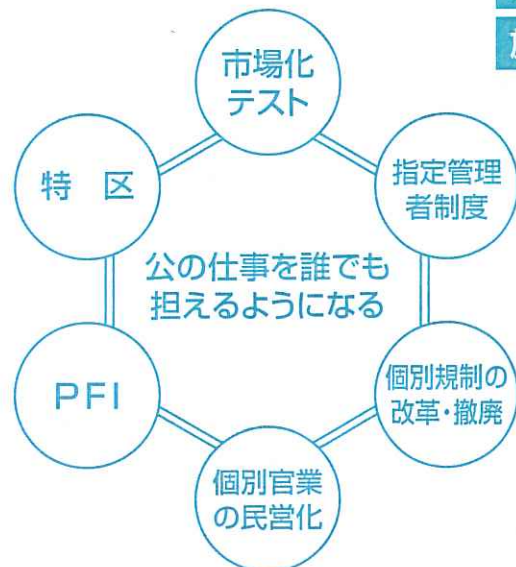 市場化
テスト
特 区
指定管理
者制度
公の仕事を誰でも
担えるようになる
PFI
個別規制の
改革・撤廃
個別官業
の民営化